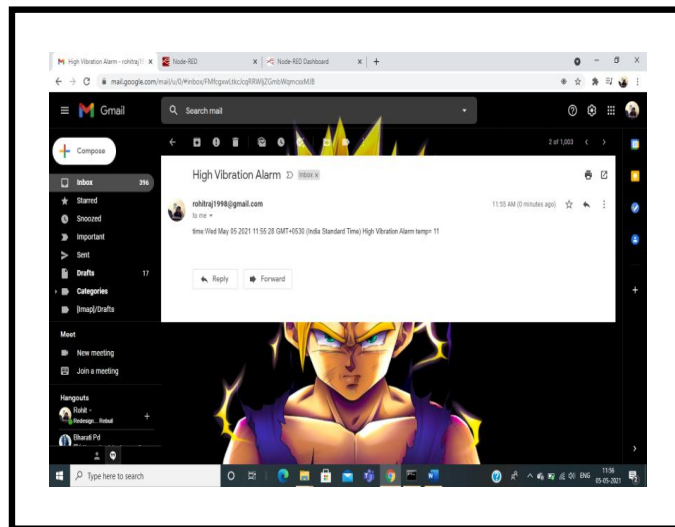 High Vibration Alarm - rohitraj1
Node-RED
Node-RED Dashboard
mail.google.com/mail/u/0/#inbox/
Gmail
Search mail
Compose
2 of 1,003
Inbox 396
Starred
Snoozed
Important
Sent
Drafts 17
Categories
[Imap]/Drafts
Meet
New meeting
Join a meeting
Hangouts
Rohit -
Redesign... Rebuil
Bharati Pd
High Vibration Alarm Inbox x
rohitraj1998@gmail.com 11:55 AM (0 minutes ago)
to me
time:Wed May 05 2021 11:55:28 GMT+0530 (India Standard Time) High Vibration Alarm temp= 11
Reply Forward
Type here to search
ENG
11:56
05-05-2021